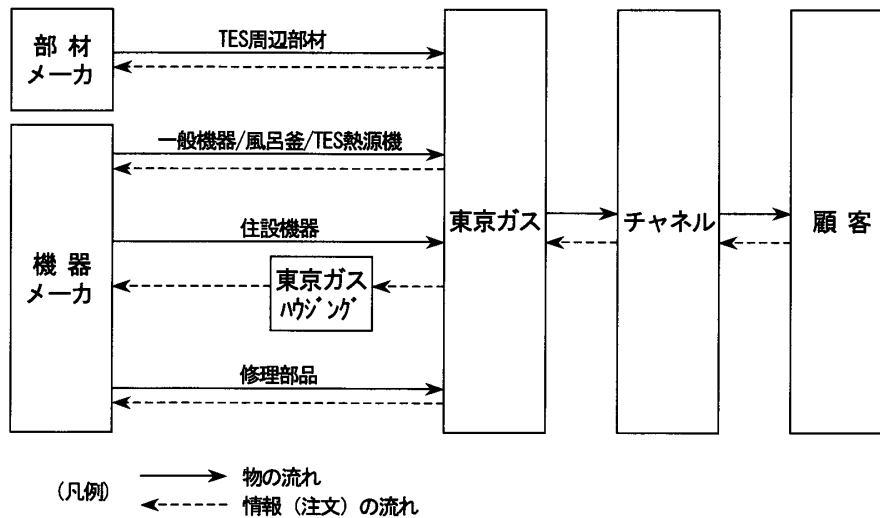 部材
メーカ
TES周辺部材
一般機器/風呂釜/TES熱源機
住設機器
機器
メーカ
東京ガス
ハウジング
修理部品
東京ガス
チャネル
顧客
(凡例)
物の流れ
情報（注文）の流れ